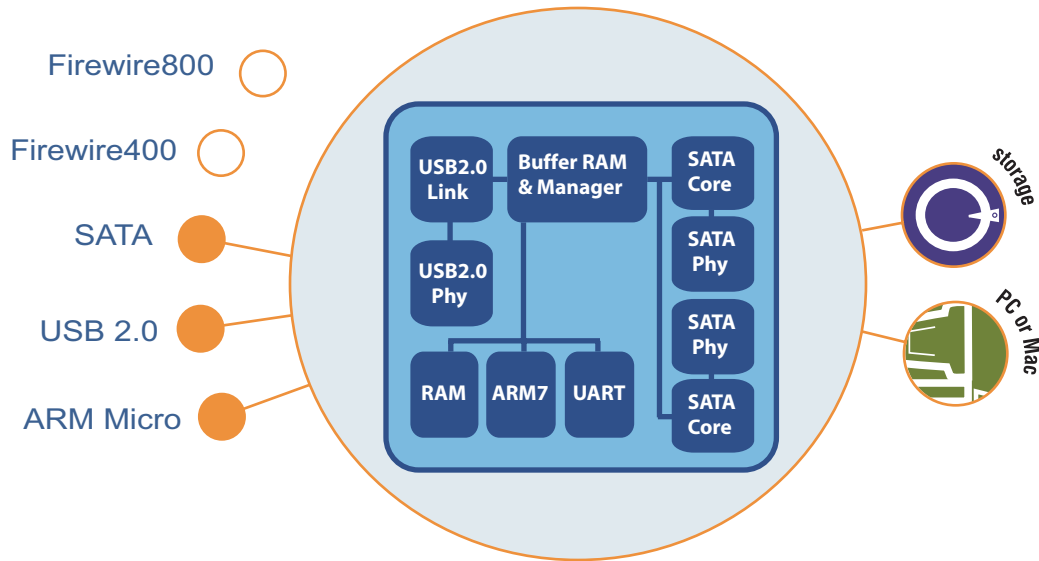 Firewire800
Firewire400
SATA
USB 2.0
ARM Micro
USB2.0
Link
Buffer RAM
& Manager
SATA
Core
USB2.0
Phy
SATA
Phy
SATA
Phy
RAM
ARM7
UART
SATA
Core
storage
PC or Mac